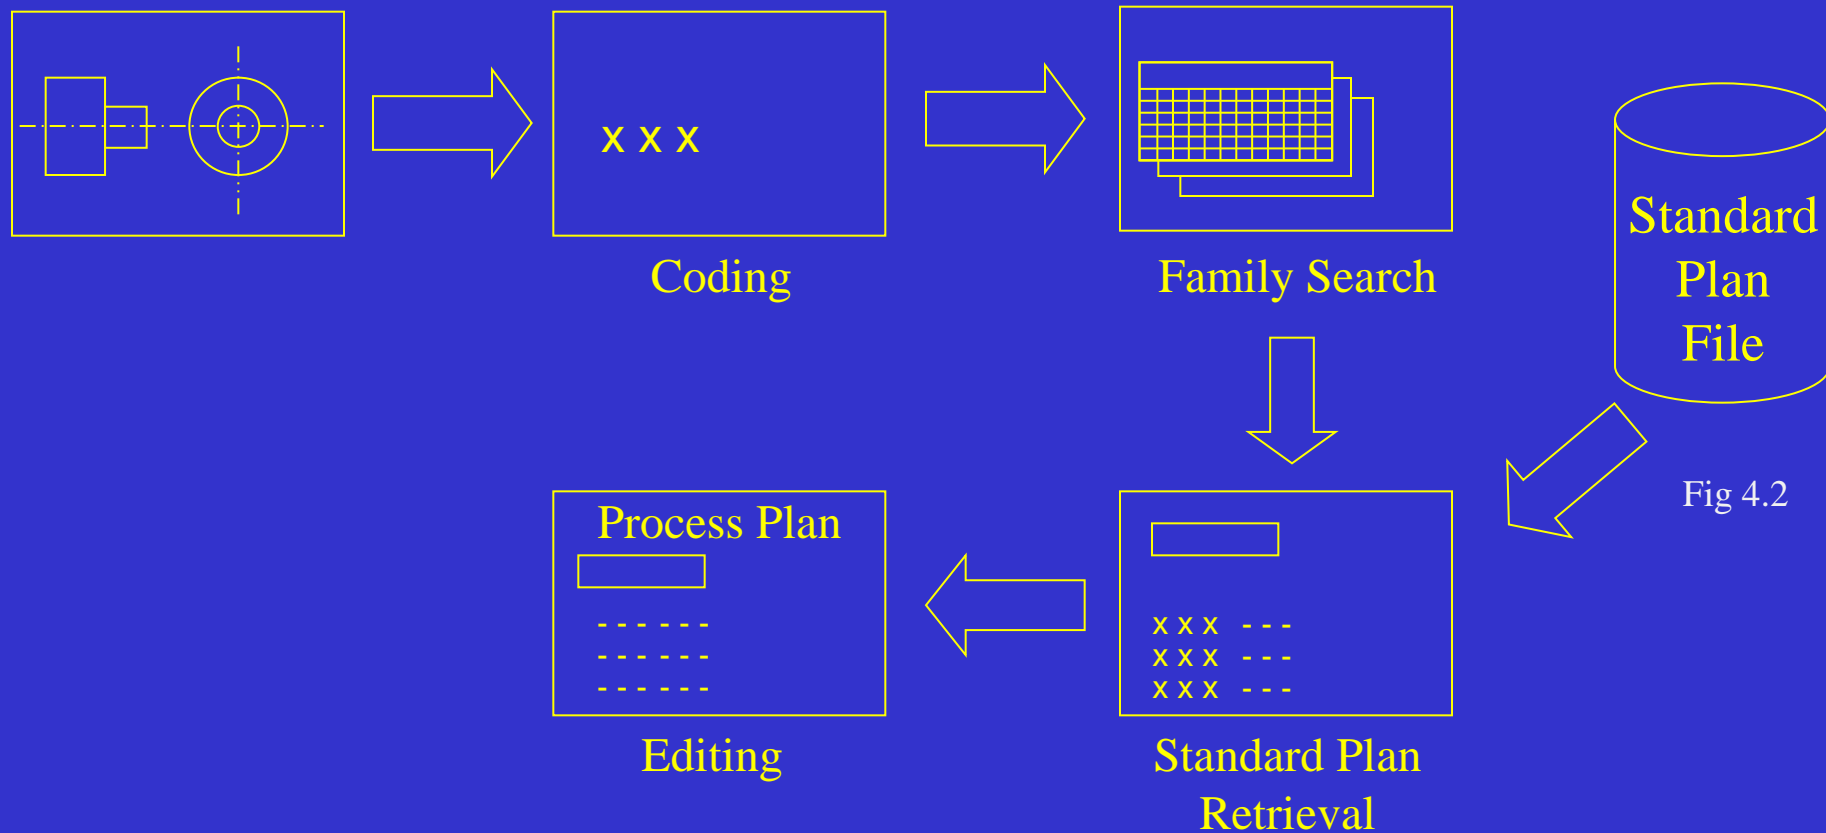 x x x
Coding
Family Search
Standard
Plan
File
Fig 4.2
Process Plan
- - - - - -
- - - - - -
- - - - - -
Editing
x x x - - -
x x x - - -
x x x - - -
Standard Plan
Retrieval